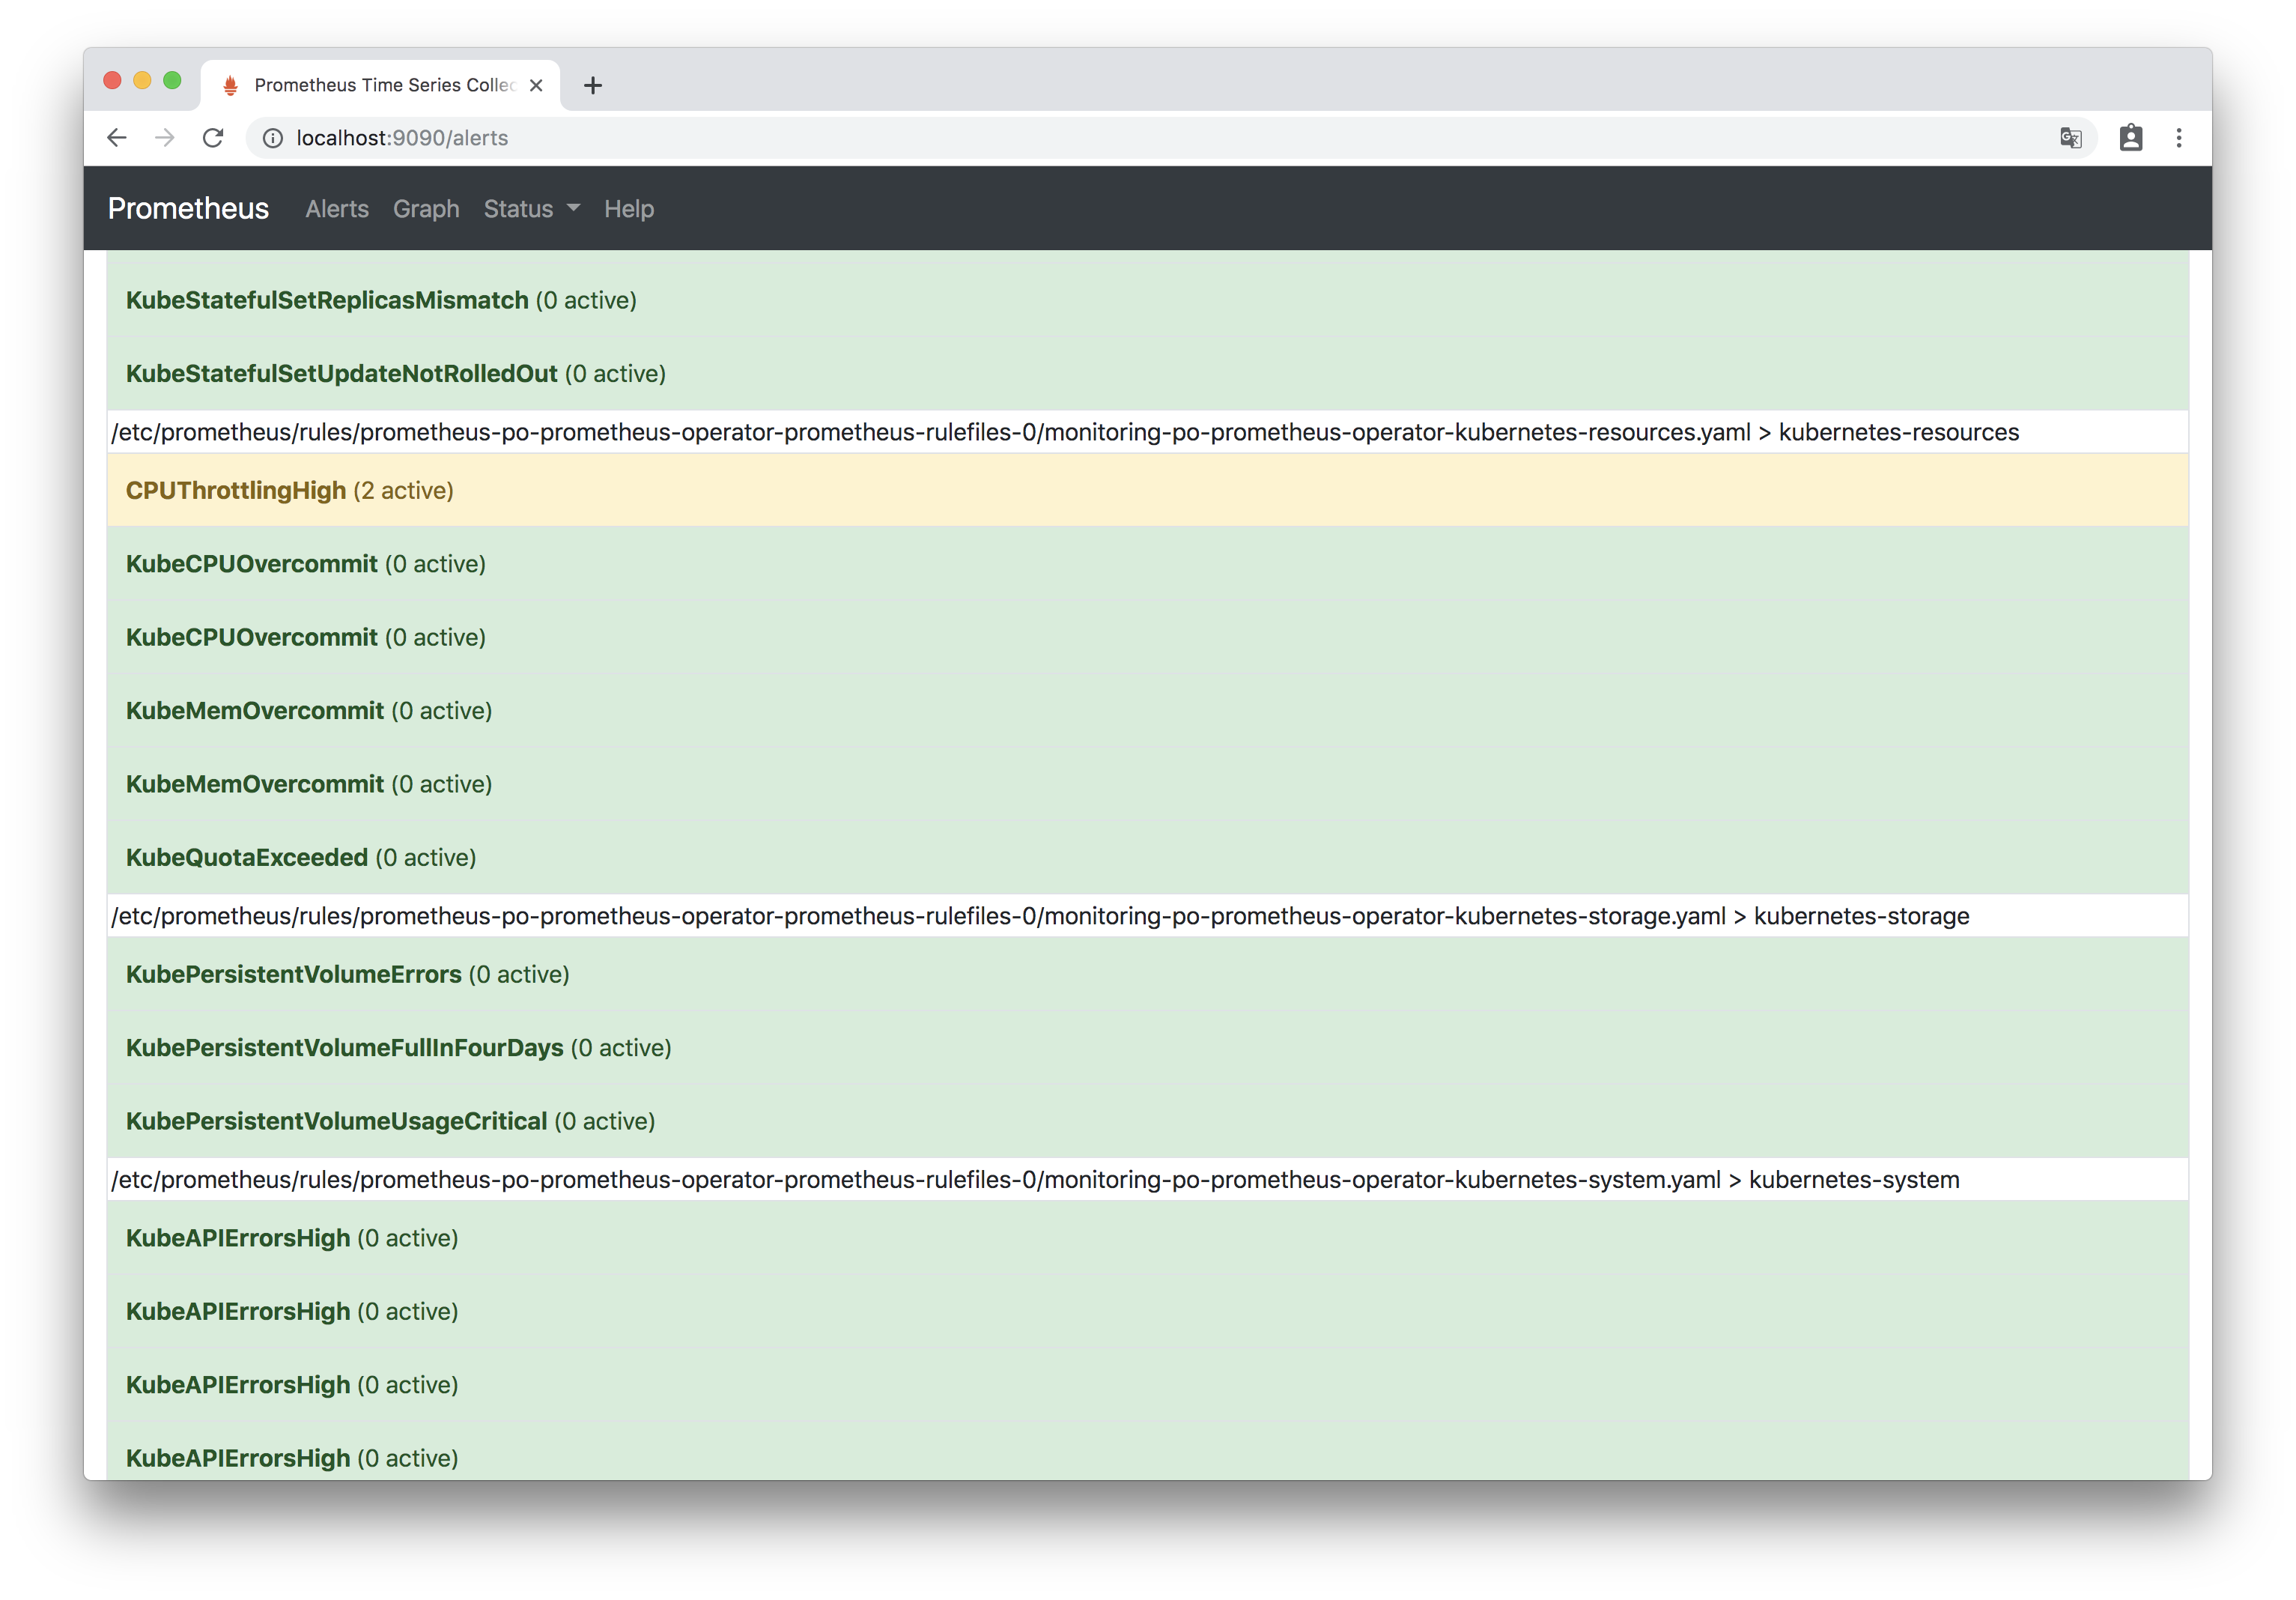 Prometheus Time Series Collec
localhost:9090/alerts
Prometheus Alerts Graph Status Help
KubeStatefulSetReplicasMismatch (0 active)
KubeStatefulSetUpdateNotRolledOut (0 active)
/etc/prometheus/rules/prometheus-po-prometheus-operator-prometheus-rulefiles-0/monitoring-po-prometheus-operator-kubernetes-resources.yaml > kubernetes-resources
CPUThrottlingHigh (2 active)
KubeCPUOvercommit (0 active)
KubeCPUOvercommit (0 active)
KubeMemOvercommit (0 active)
KubeMemOvercommit (0 active)
KubeQuotaExceeded (0 active)
/etc/prometheus/rules/prometheus-po-prometheus-operator-prometheus-rulefiles-0/monitoring-po-prometheus-operator-kubernetes-storage.yaml > kubernetes-storage
KubePersistentVolumeErrors (0 active)
KubePersistentVolumeFullInFourDays (0 active)
KubePersistentVolumeUsageCritical (0 active)
/etc/prometheus/rules/prometheus-po-prometheus-operator-prometheus-rulefiles-0/monitoring-po-prometheus-operator-kubernetes-system.yaml > kubernetes-system
KubeAPIErrorsHigh (0 active)
KubeAPIErrorsHigh (0 active)
KubeAPIErrorsHigh (0 active)
KubeAPIErrorsHigh (0 active)